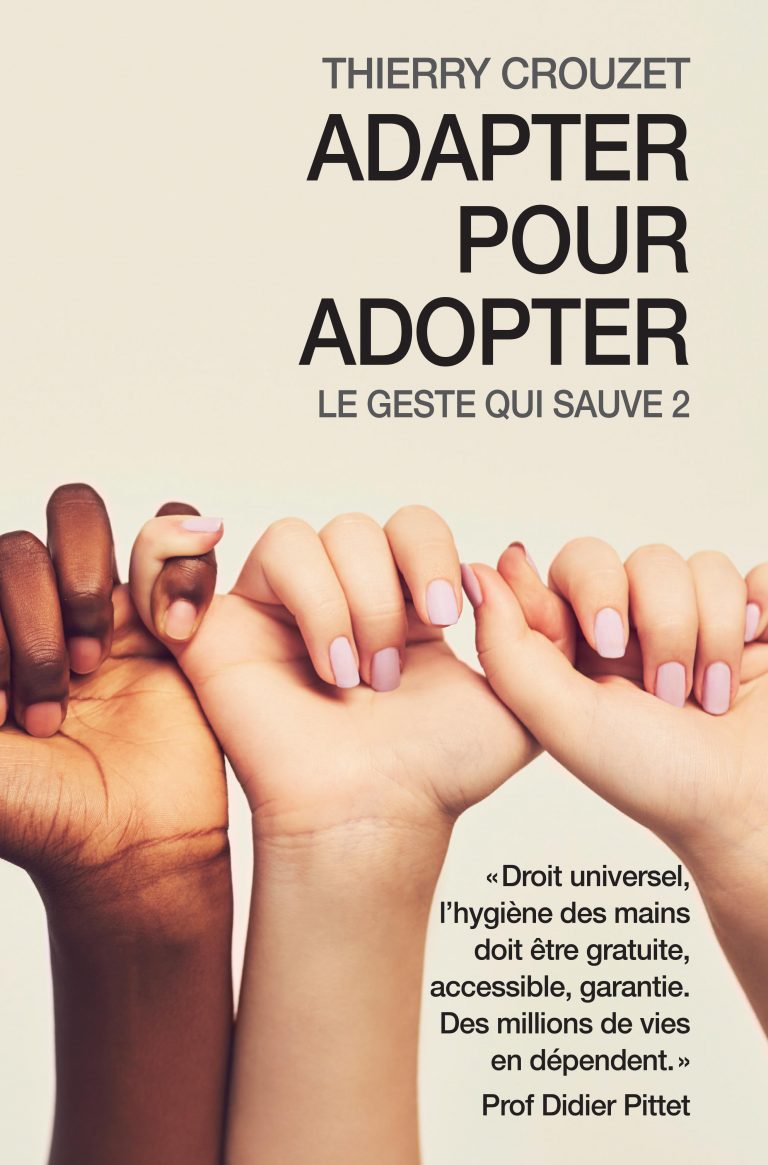 THIERRY CROUZET
ADAPTER
POUR
ADOPTER
LE GESTE QUI SAUVE 2
« Droit universel,
l’hygiène des mains
doit être gratuite,
accessible, garantie.
Des millions de vies
en dépendent. »
Prof Didier Pittet